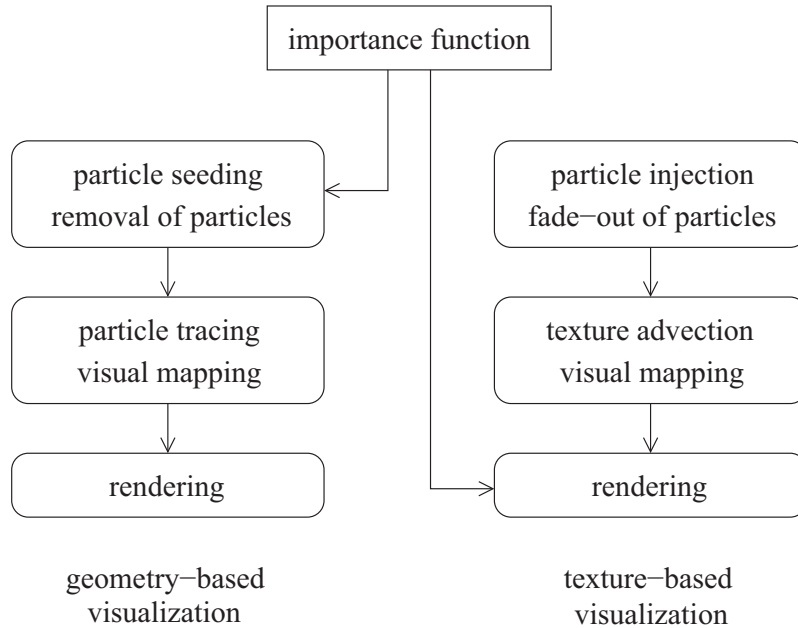 importance function
particle seeding
removal of particles
particle tracing
visual mapping
rendering
geometry−based
visualization
particle injection
fade−out of particles
texture advection
visual mapping
rendering
texture−based
visualization